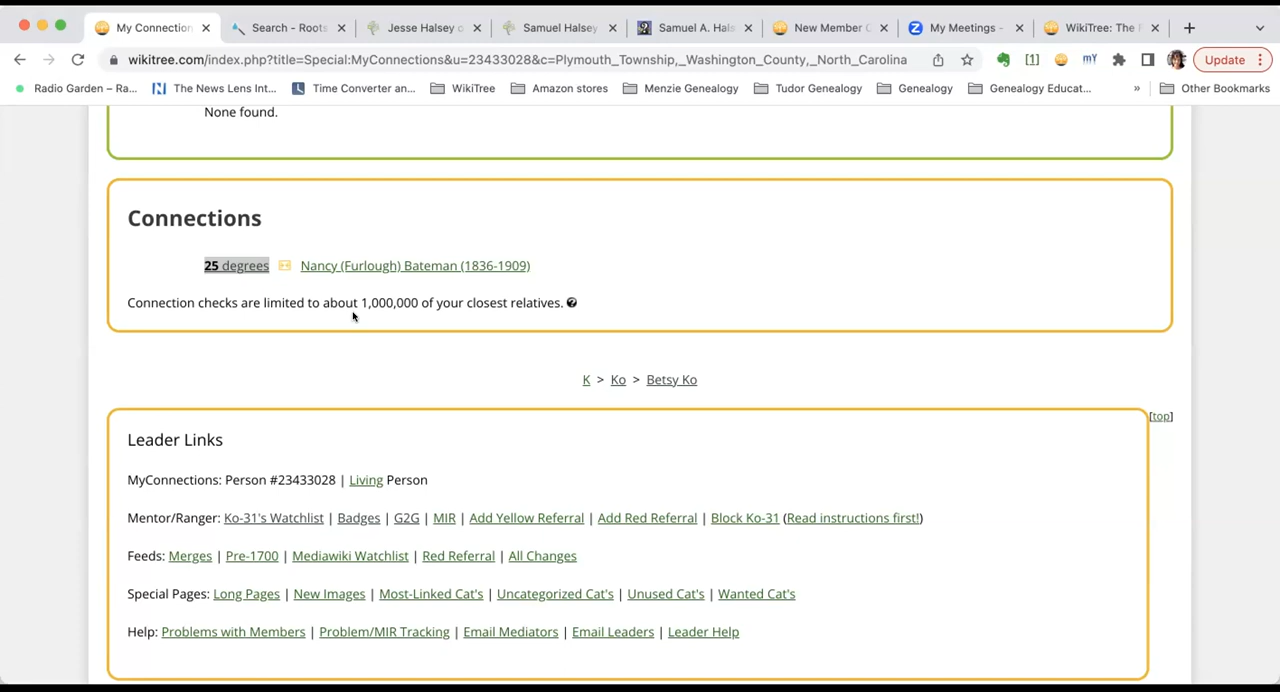 My Connection
Search - Roots
Jesse Halsey o
Samuel Halsey
Samuel A. Hals
New Member C
My Meetings -
WikiTree: The F
wikitree.com/index.php?title=Special:MyConnections&u=23433028&c=Plymouth_Township,_Washington_County,_North_Carolina
[1]
mY
Update
Radio Garden – Ra...
The News Lens Int...
Time Converter an...
WikiTree
Amazon stores
Menzie Genealogy
Tudor Genealogy
Genealogy
Genealogy Educat...
»
Other Bookmarks
None found.
Connections
25 degrees Nancy (Furlough) Bateman (1836-1909)
Connection checks are limited to about 1,000,000 of your closest relatives.
K > Ko > Betsy Ko
[top]
Leader Links
MyConnections: Person #23433028 | Living Person
Mentor/Ranger: Ko-31's Watchlist | Badges | G2G | MIR | Add Yellow Referral | Add Red Referral | Block Ko-31 (Read instructions first!)
Feeds: Merges | Pre-1700 | Mediawiki Watchlist | Red Referral | All Changes
Special Pages: Long Pages | New Images | Most-Linked Cat's | Uncategorized Cat's | Unused Cat's | Wanted Cat's
Help: Problems with Members | Problem/MIR Tracking | Email Mediators | Email Leaders | Leader Help